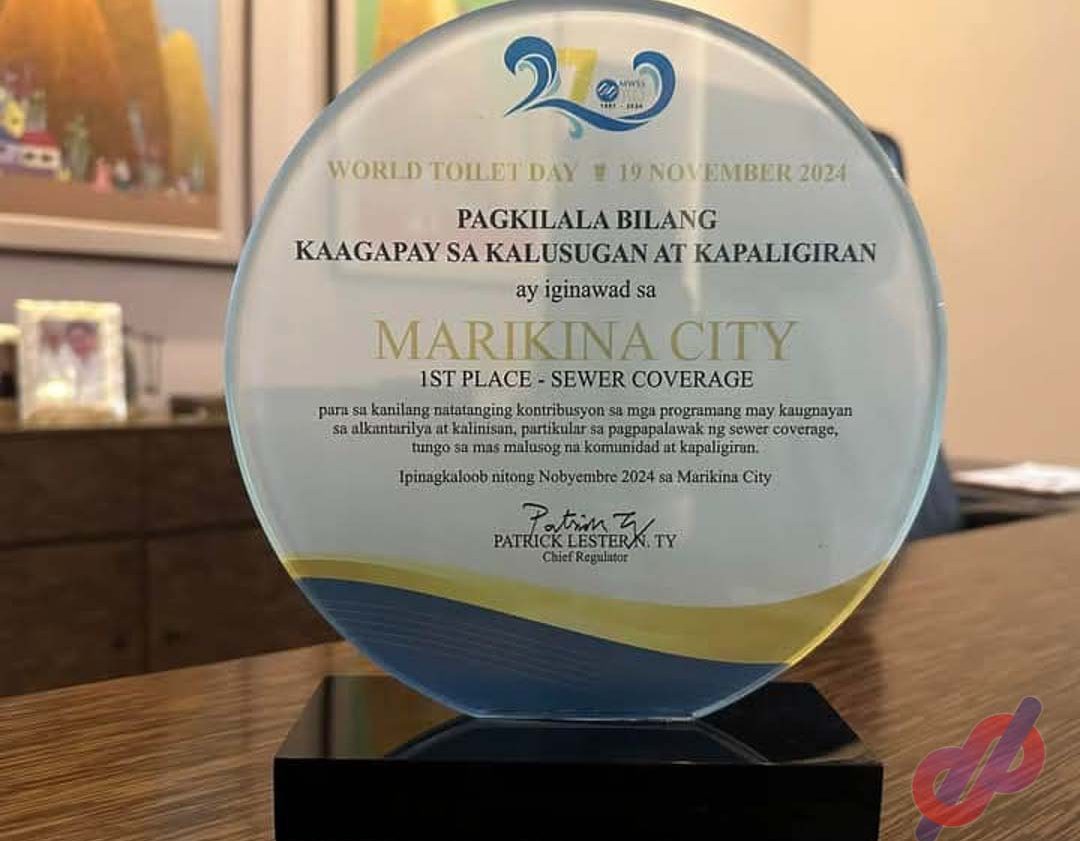 27
MWSS
1997 - 2024
WORLD TOILET DAY 19 NOVEMBER 2024
PAGKILALA BILANG
KAAGAPAY SA KALUSUGAN AT KAPALIGIRAN
ay iginawad sa
MARIKINA CITY
1ST PLACE - SEWER COVERAGE
para sa kanilang natatanging kontribusyon sa mga programang may kaugnayan
sa alkantarilya at kalinisan, partikular sa pagpapalawak ng sewer coverage,
tungo sa mas malusog na komunidad at kapaligiran.
Ipinagkaloob nitong Nobyembre 2024 sa Marikina City
PATRICK LESTER N. TY
Chief Regulator